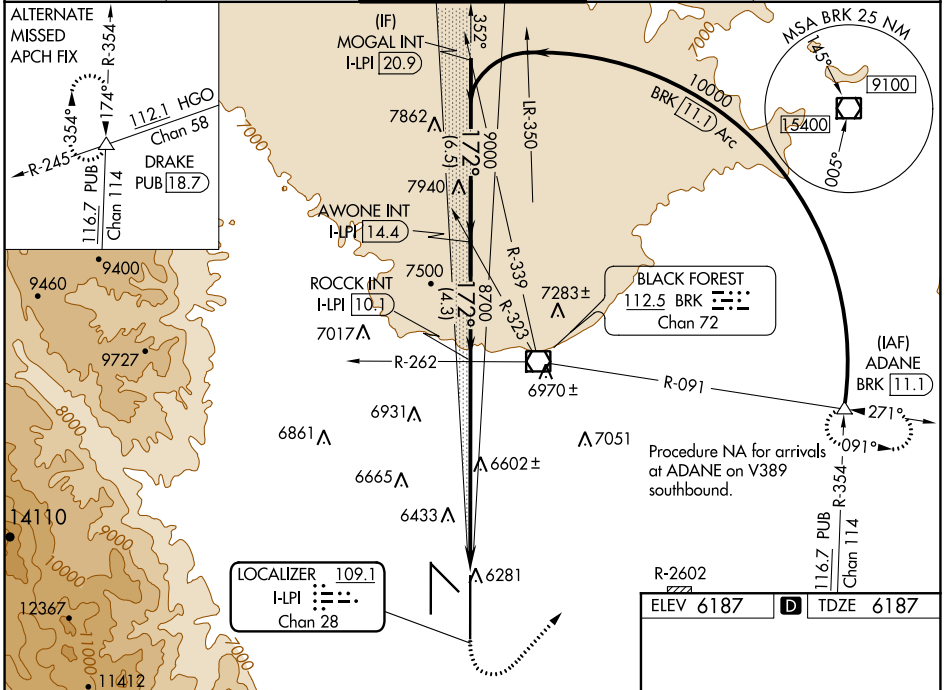 ALTERNATE
MISSED
APCH FIX
R-354
174°
354°
112.1 HGO
Chan 58
R-245
DRAKE
PUB 18.7
116.7 PUB
Chan 114
(IF)
MOGAL INT
I-LPI 20.9
352°
7862
172°
(6.5)
9000
7940
LR-350
10000
BRK 11.1 Arc
7000
7000
MSA BRK 25 NM
145°
9100
15400
005°
AWONE INT
I-LPI 14.4
R-339
R-323
7500
ROCCK INT
I-LPI 10.1
172°
(4.3)
8700
7017
7283±
BLACK FOREST
112.5 BRK
Chan 72
R-262
6970±
R-091
(IAF)
ADANE
BRK 11.1
271°
091°
Procedure NA for arrivals
at ADANE on V389
southbound.
R-354
116.7 PUB
Chan 114
9400
9460
9727
7000
8000
6931
6861
7051
6665
6602±
6433
6281
14110
9000
10000
12367
11000
11412
7000
LOCALIZER 109.1
I-LPI
Chan 28
R-2602
ELEV 6187 D TDZE 6187